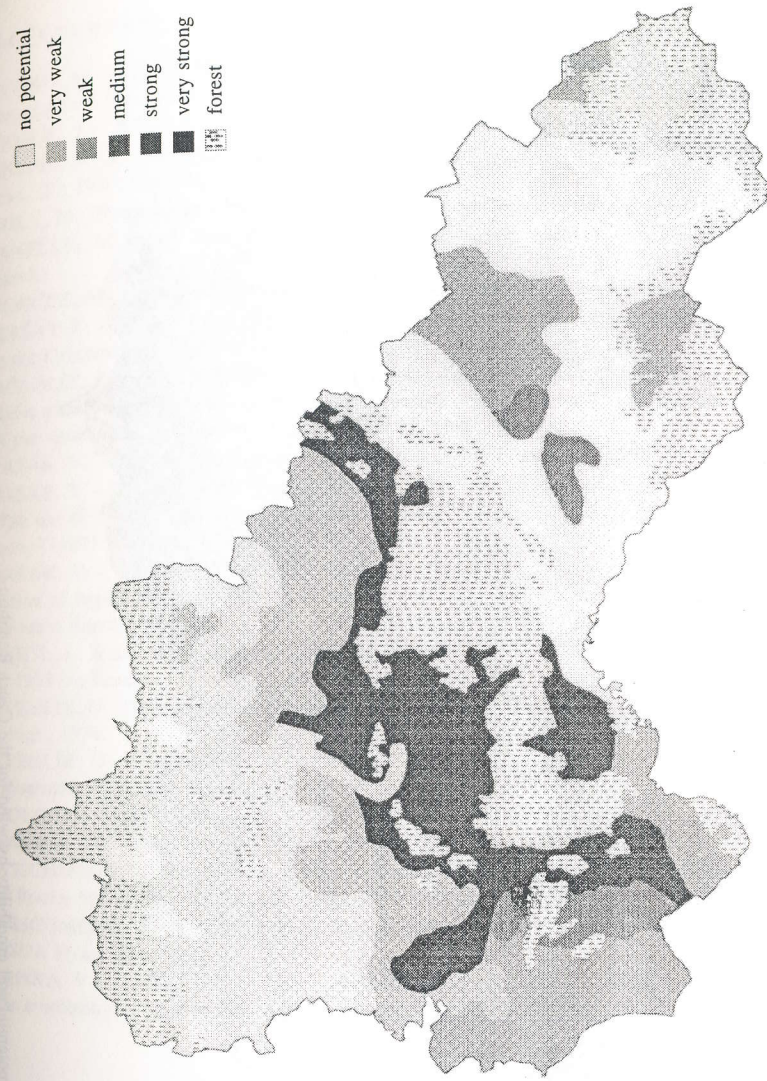 no potential
very weak
weak
medium
strong
very strong
forest